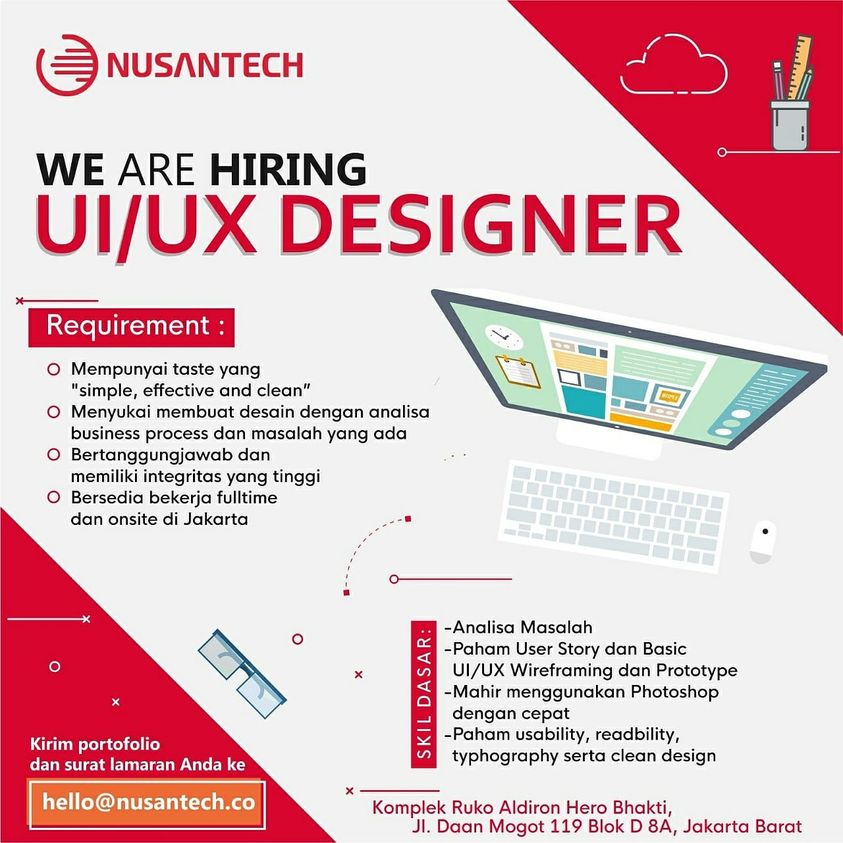 NUSANTECH
WE ARE HIRING
UI/UX DESIGNER
Requirement :
Mempunyai taste yang
"simple, effective and clean”
Menyukai membuat desain dengan analisa
business process dan masalah yang ada
Bertanggungjawab dan
memiliki integritas yang tinggi
Bersedia bekerja fulltime
dan onsite di Jakarta
SKIL DASAR:
-Analisa Masalah
-Paham User Story dan Basic
UI/UX Wireframing dan Prototype
-Mahir menggunakan Photoshop
dengan cepat
-Paham usability, readbility,
typhography serta clean design
Kirim portofolio
dan surat lamaran Anda ke
hello@nusantech.co
Komplek Ruko Aldiron Hero Bhakti,
Jl. Daan Mogot 119 Blok D 8A, Jakarta Barat